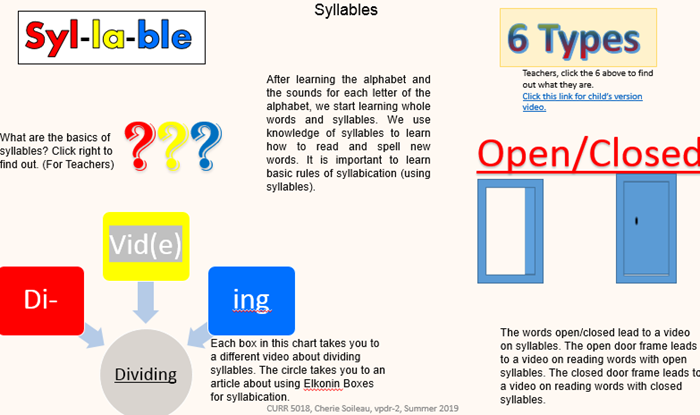 Syllables
Syl-la-ble
6 Types
Teachers, click the 6 above to find
out what they are.
Click this link for child's version
video.
After learning the alphabet and
the sounds for each letter of the
alphabet, we start learning whole
words and syllables. We use
knowledge of syllables to learn
how to read and spell new
words. It is important to learn
basic rules of syllabication (using
syllables).
What are the basics of
syllables? Click right to
find out. (For Teachers)
???
Open/Closed
Vid(e)
Di-
ing
Dividing
Each box in this chart takes you to
a different video about dividing
syllables. The circle takes you to an
article about using Elkonin Boxes
for syllabication.
The words open/closed lead to a video
on syllables. The open door frame leads
to a video on reading words with open
syllables. The closed door frame leads to
a video on reading words with closed
syllables.
CURR 5018, Cherie Soileau, vpdr-2, Summer 2019